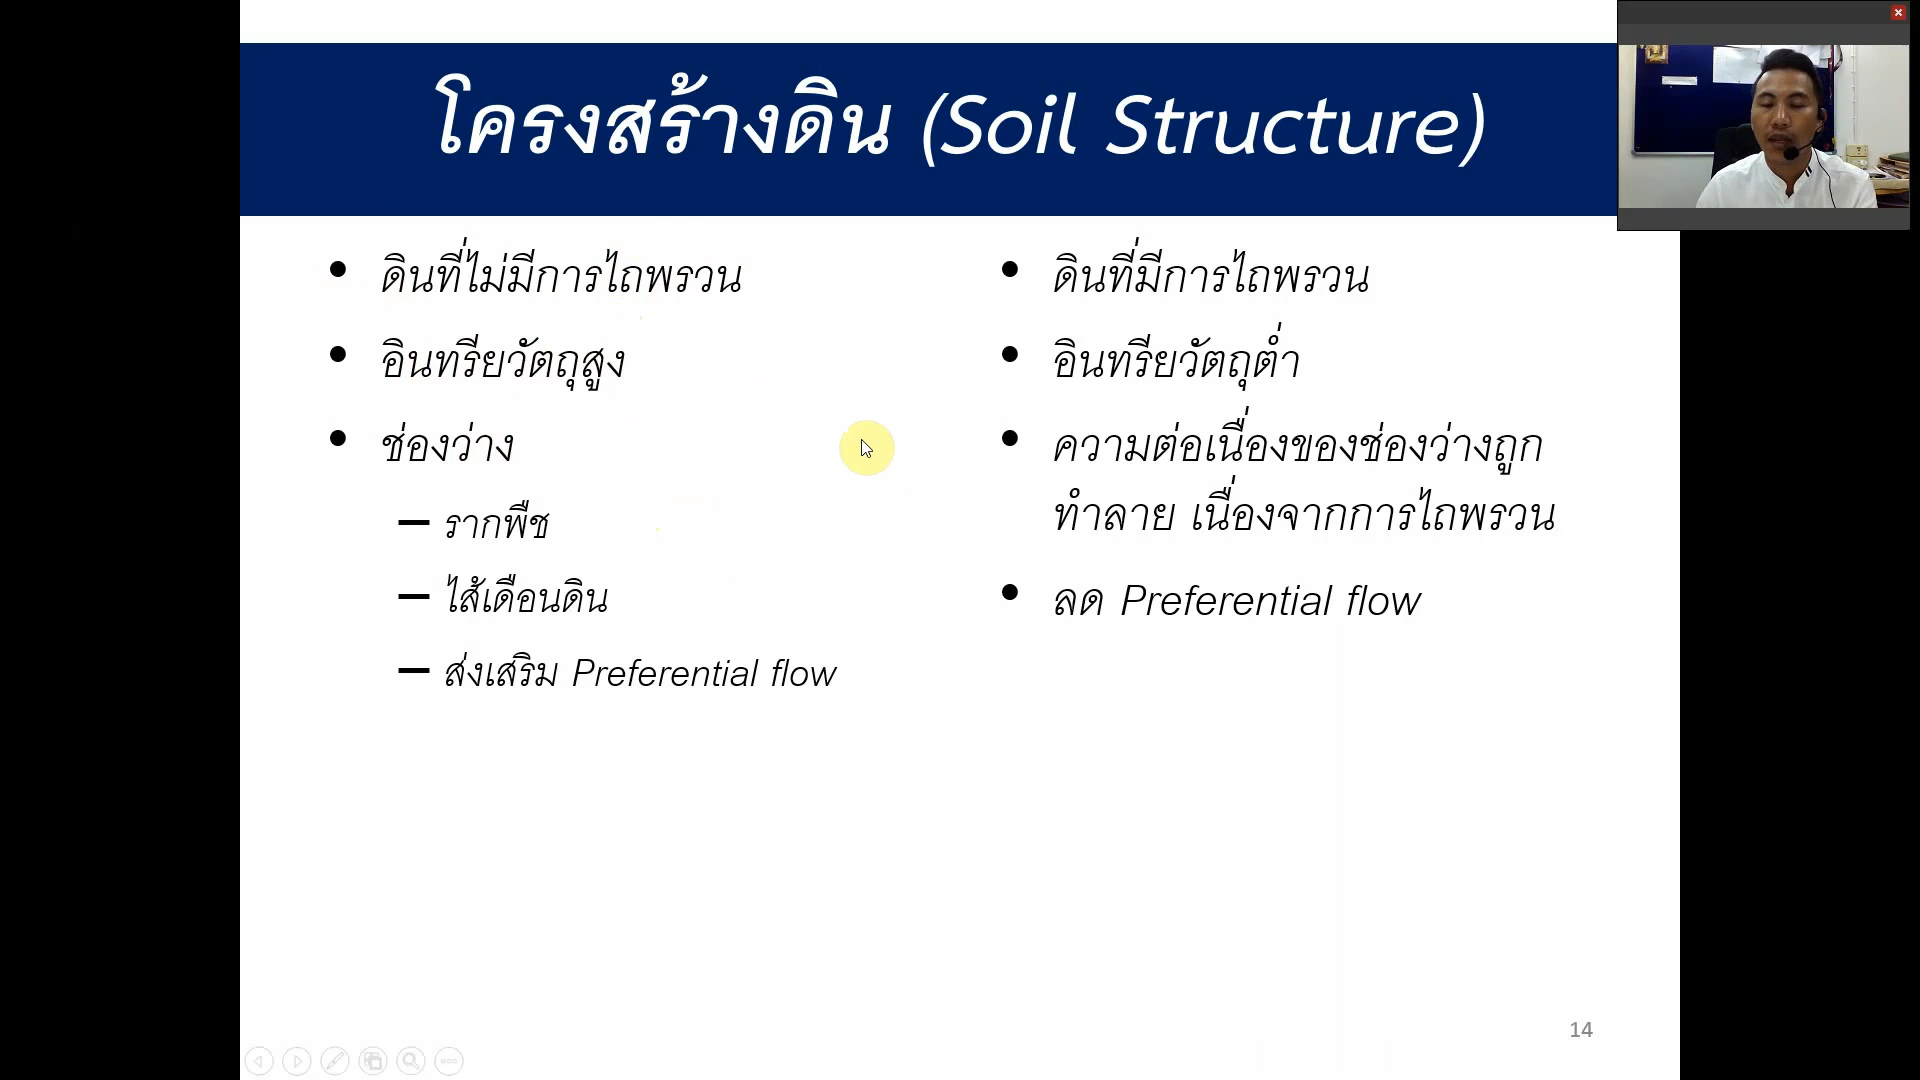 โครงสร้างดิน (Soil Structure)
• ดินที่ไม่มีการไถพรวน
• อินทรียวัตถุสูง
• ช่องว่าง
– รากพืช
– ไส้เดือนดิน
– ส่งเสริม Preferential flow
• ดินที่มีการไถพรวน
• อินทรียวัตถุต่ำ
• ความต่อเนื่องของช่องว่างถูก
ทำลาย เนื่องจากการไถพรวน
• ลด Preferential flow
14